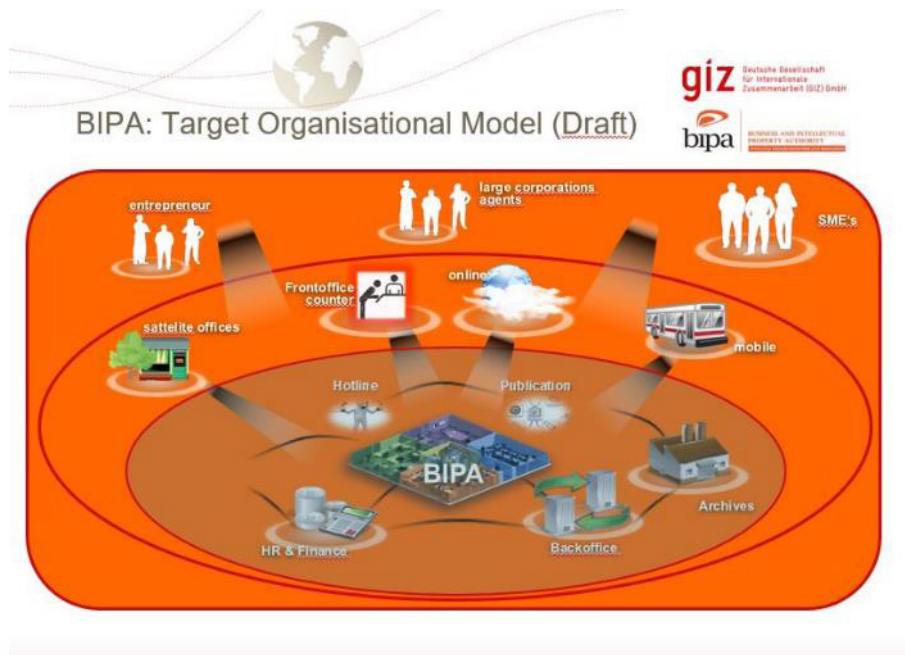 giz Deutsche Gesellschaft
für Internationale
Zusammenarbeit (GIZ) GmbH
BIPA: Target Organisational Model (Draft)
bipa BUSINESS AND INTELLECTUAL
PROPERTY AUTHORITY
entrepreneur
large corporations
agents
SME's
Frontoffice
counter
online
sattelite offices
mobile
Hotline
Publication
BIPA
Archives
HR & Finance
Backoffice